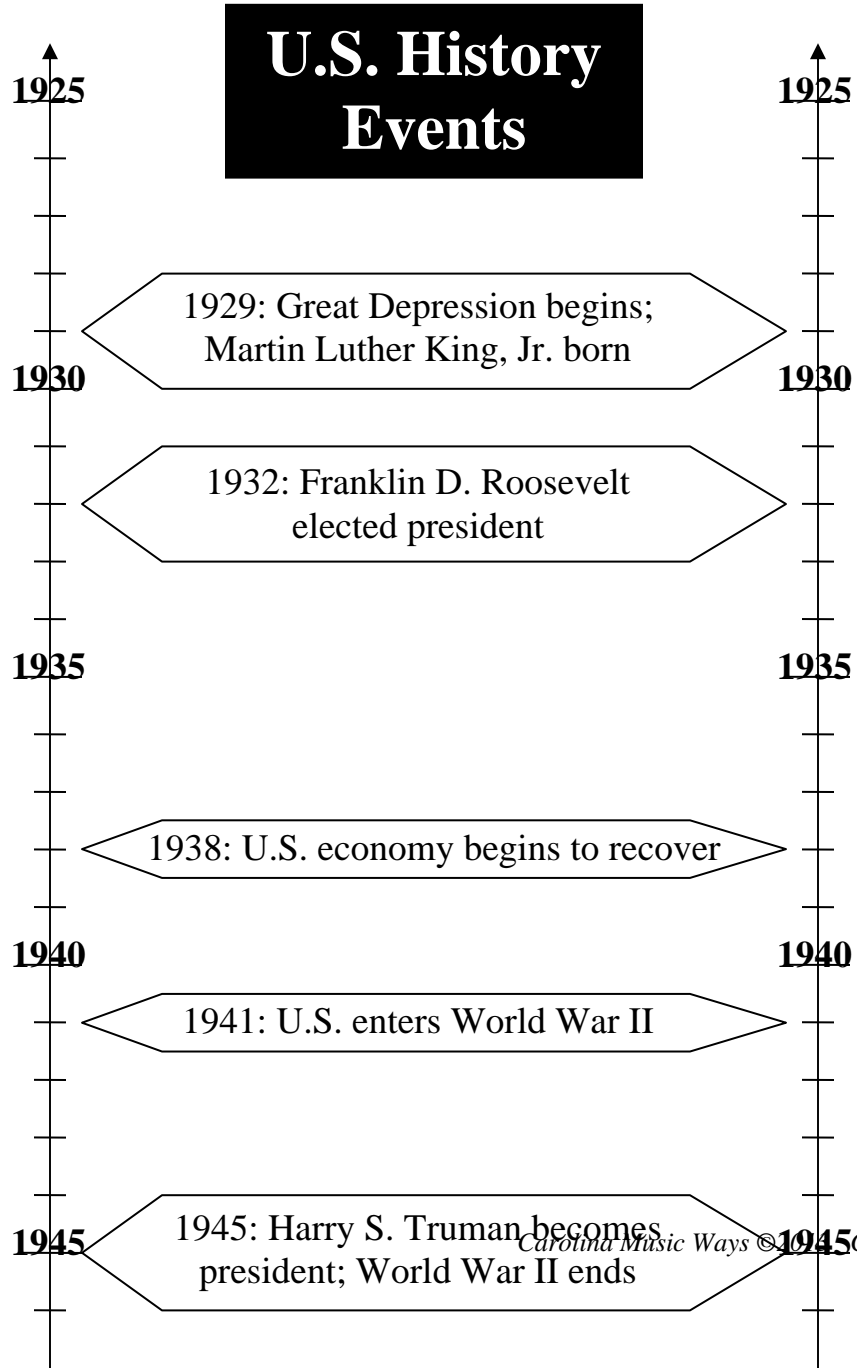 U.S. History
Events
1925 1925
1929: Great Depression begins;
Martin Luther King, Jr. born
1930 1930
1932: Franklin D. Roosevelt
elected president
1935 1935
1938: U.S. economy begins to recover
1940 1940
1941: U.S. enters World War II
1945: Harry S. Truman becomes
president; World War II ends
1945 1945
Carolina Music Ways ©